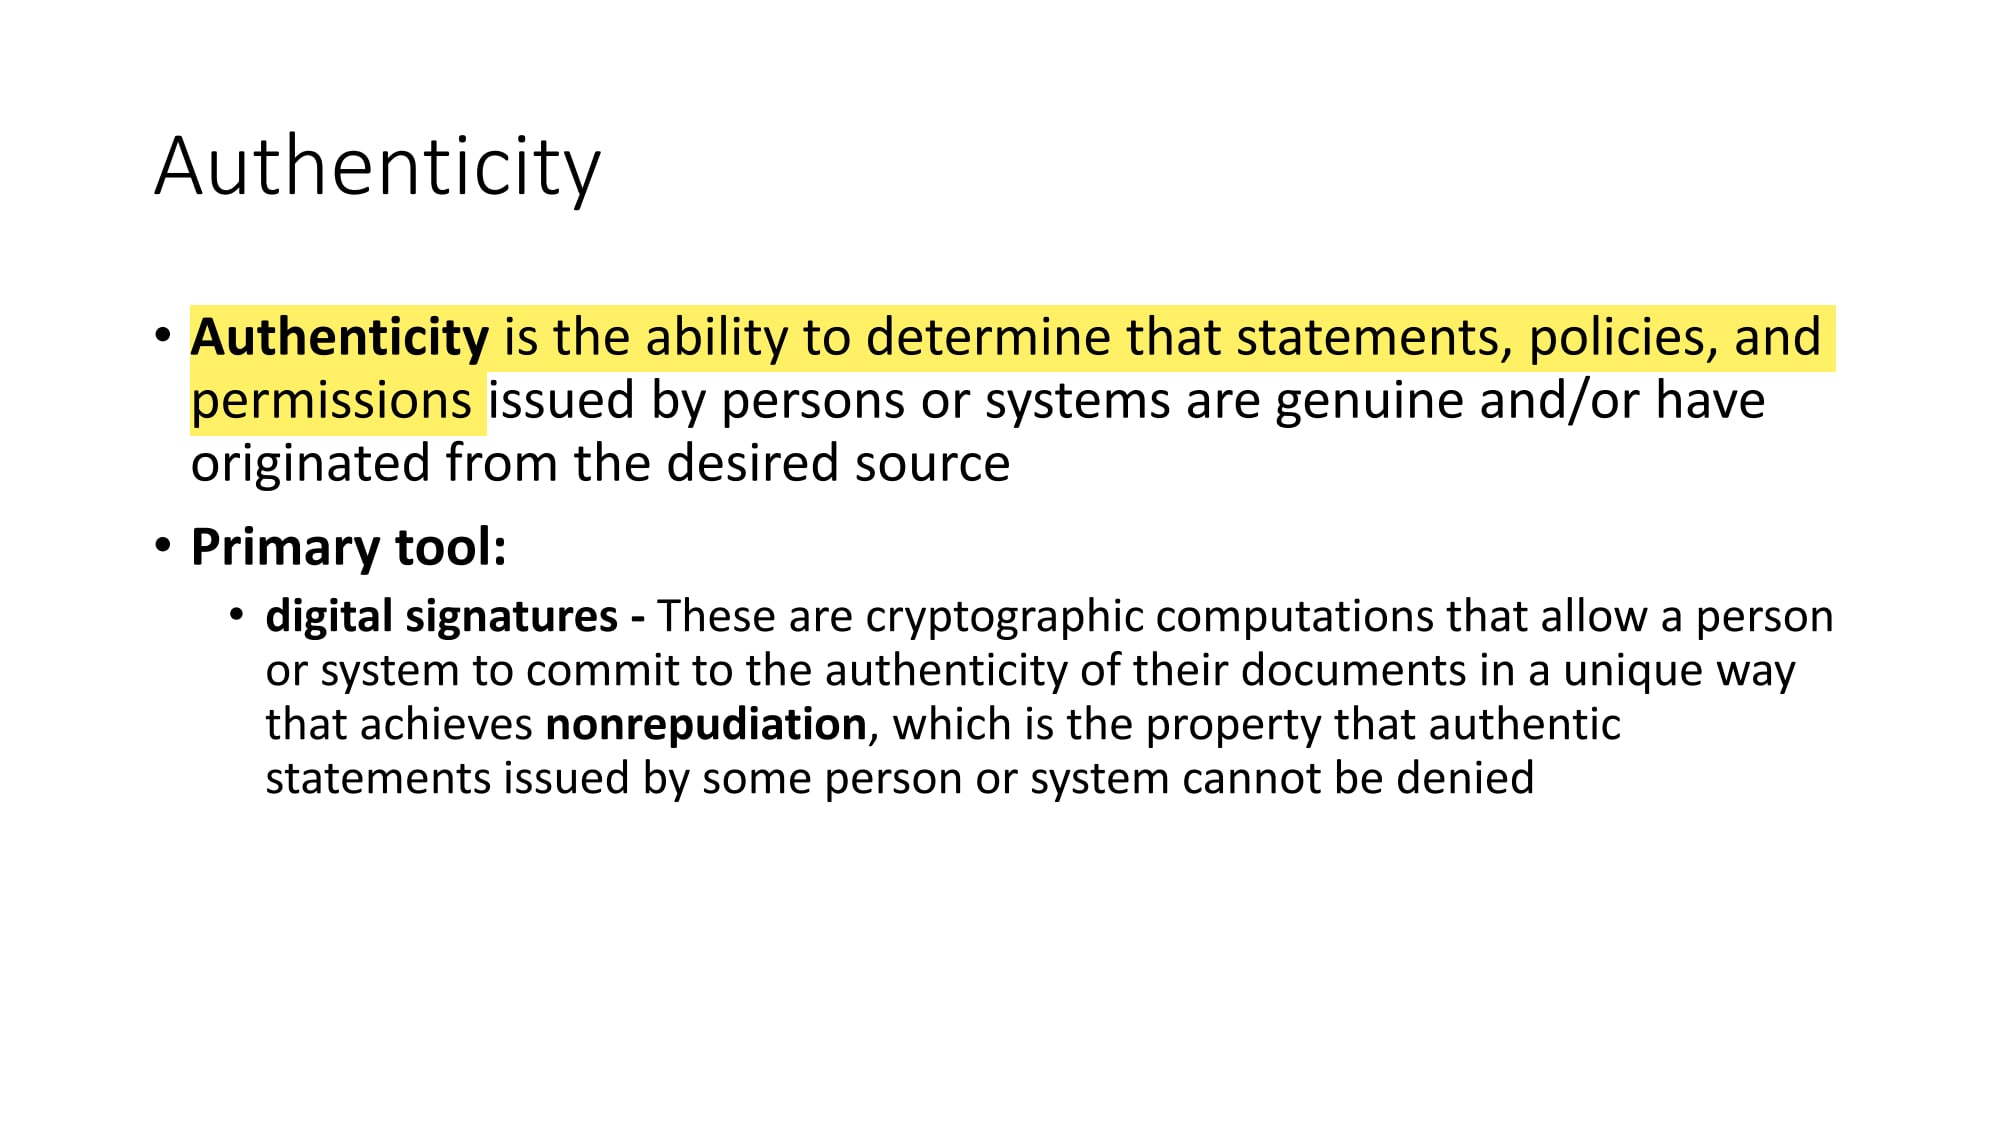 Authenticity
• Authenticity is the ability to determine that statements, policies, and
permissions issued by persons or systems are genuine and/or have
originated from the desired source
• Primary tool:
• digital signatures - These are cryptographic computations that allow a person
or system to commit to the authenticity of their documents in a unique way
that achieves nonrepudiation, which is the property that authentic
statements issued by some person or system cannot be denied